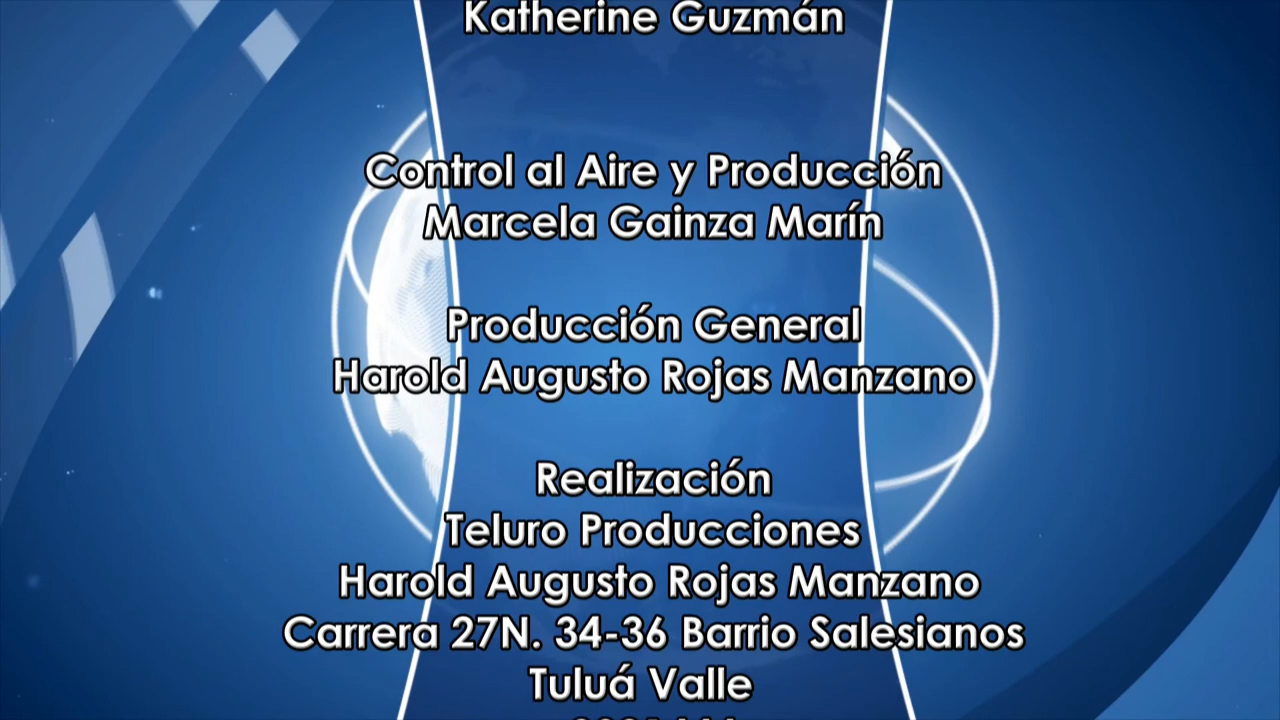 Katherine Guzmán
Control al Aire y Producción
Marcela Gainza Marín
Producción General
Harold Augusto Rojas Manzano
Realización
Teluro Producciones
Harold Augusto Rojas Manzano
Carrera 27N. 34-36 Barrio Salesianos
Tuluá Valle